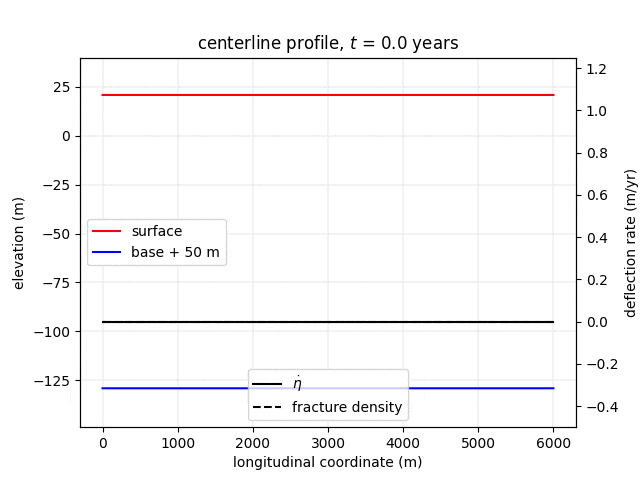 centerline profile, t = 0.0 years
elevation (m)
25
0
−25
−50
−75
−100
−125
surface
base + 50 m
η̇
fracture density
1.2
1.0
0.8
0.6
0.4
0.2
0.0
−0.2
−0.4
deflection rate (m/yr)
0 1000 2000 3000 4000 5000 6000
longitudinal coordinate (m)